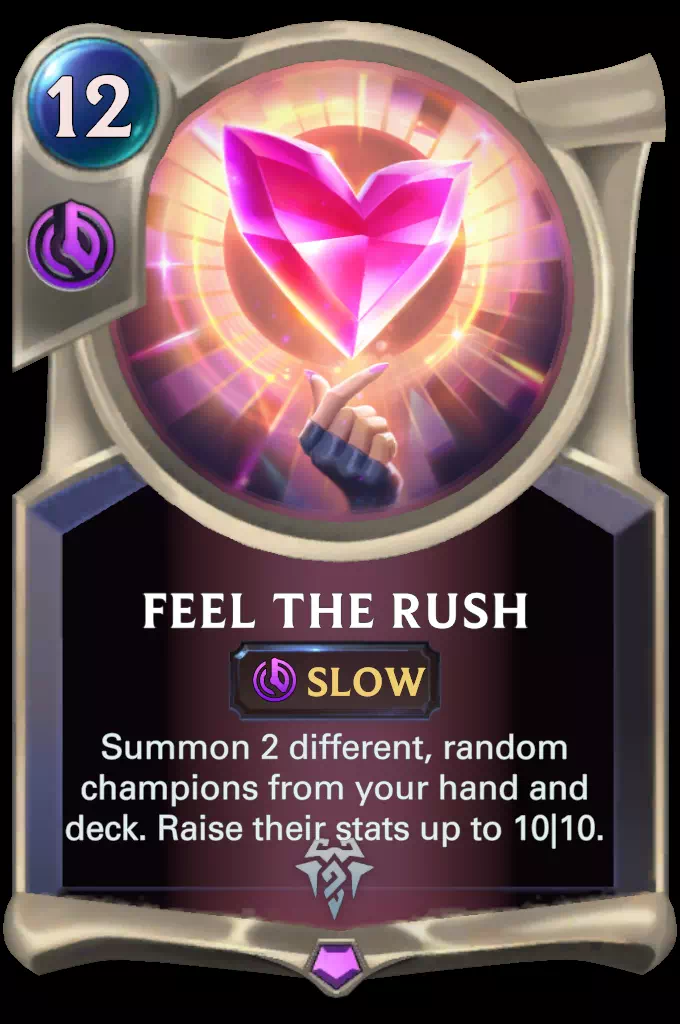 12
FEEL THE RUSH
SLOW
Summon 2 different, random
champions from your hand and
deck. Raise their stats up to 10|10.